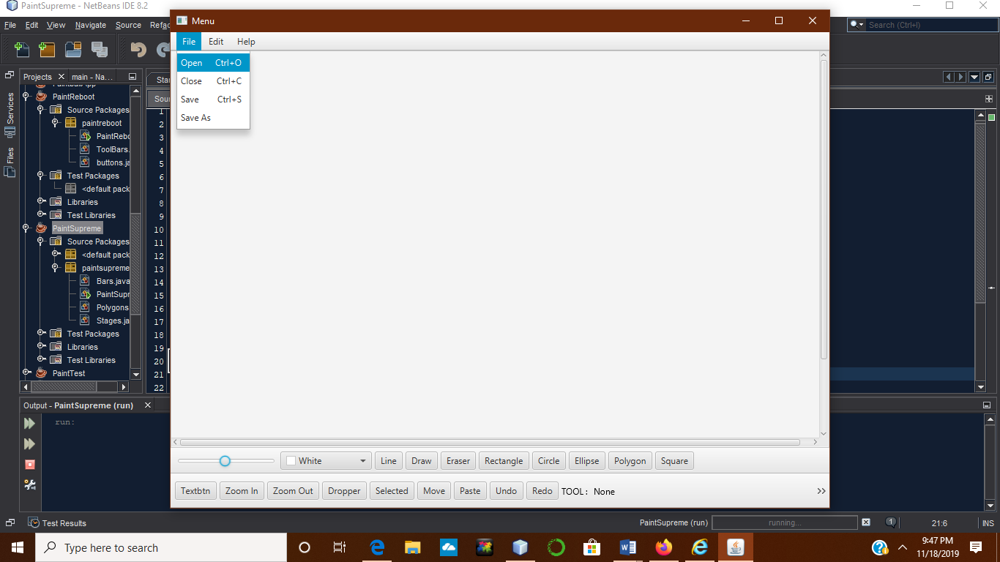 PaintSupreme - NetBeans IDE 8.2
File Edit View Navigate Source Refac
Search (Ctrl+I)
Menu
File Edit Help
Open Ctrl+O
Close Ctrl+C
Save Ctrl+S
Save As
Services
Files
Projects main - Na...
PaintReboot
Source Packages
paintreboot
PaintRebo
ToolBars.
buttons.ja
Test Packages
<default pack
Libraries
Test Libraries
PaintSupreme
Source Packages
<default pack
paintsupreme
Bars.java
PaintSupr
Polygons.
Stages.ja
Test Packages
Libraries
Test Libraries
PaintTest
Star
Sour
1
2
3
4
5
6
7
8
9
10
11
12
13
14
15
16
17
18
19
20
21
22
White Line Draw Eraser Rectangle Circle Ellipse Polygon Square
Textbtn Zoom In Zoom Out Dropper Selected Move Paste Undo Redo TOOL: None >>
Output - PaintSupreme (run)
run:
Test Results
PaintSupreme (run) running... 1 21:6 INS
Type here to search
9:47 PM
11/18/2019